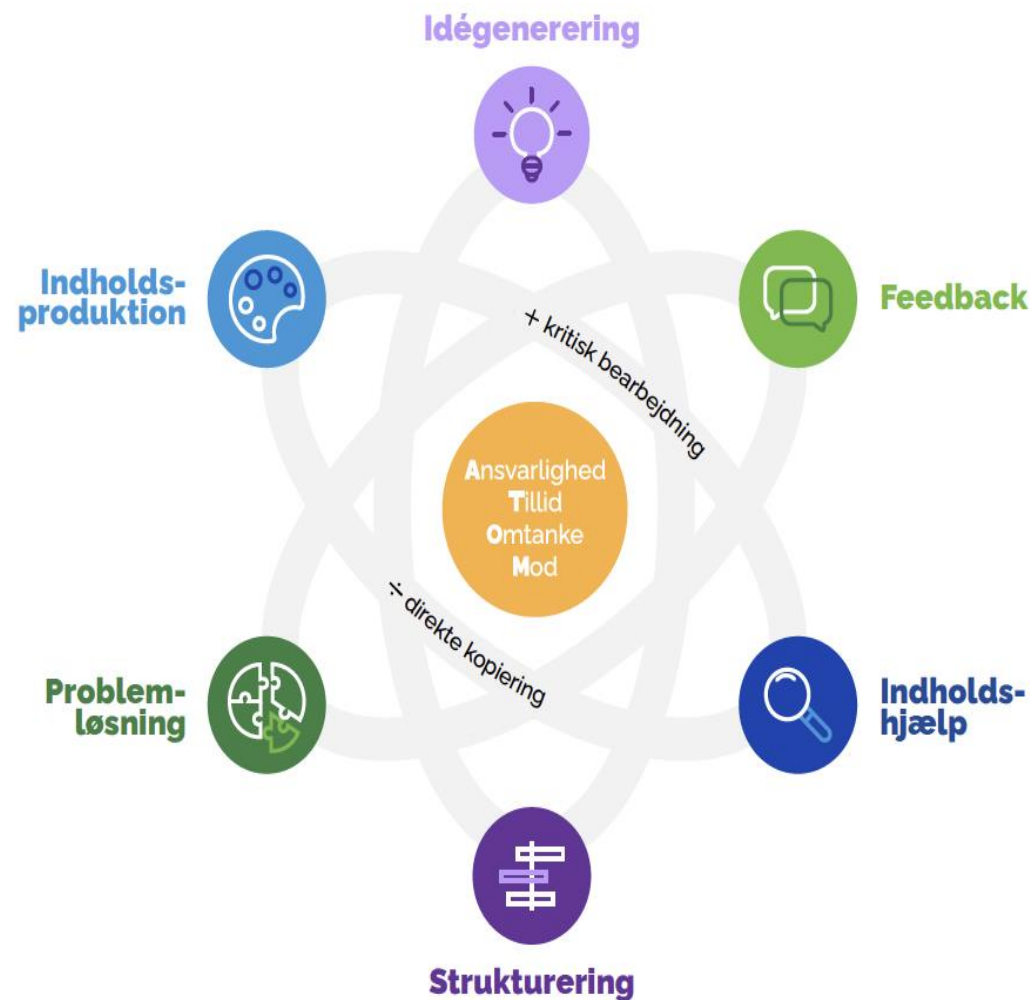 Idégenerering
Indholds-
produktion
Feedback
+ kritisk bearbejdning
Ansvarlighed
Tillid
Omtanke
Mod
÷ direkte kopiering
Problem-
løsning
Indholds-
hjælp
Strukturering